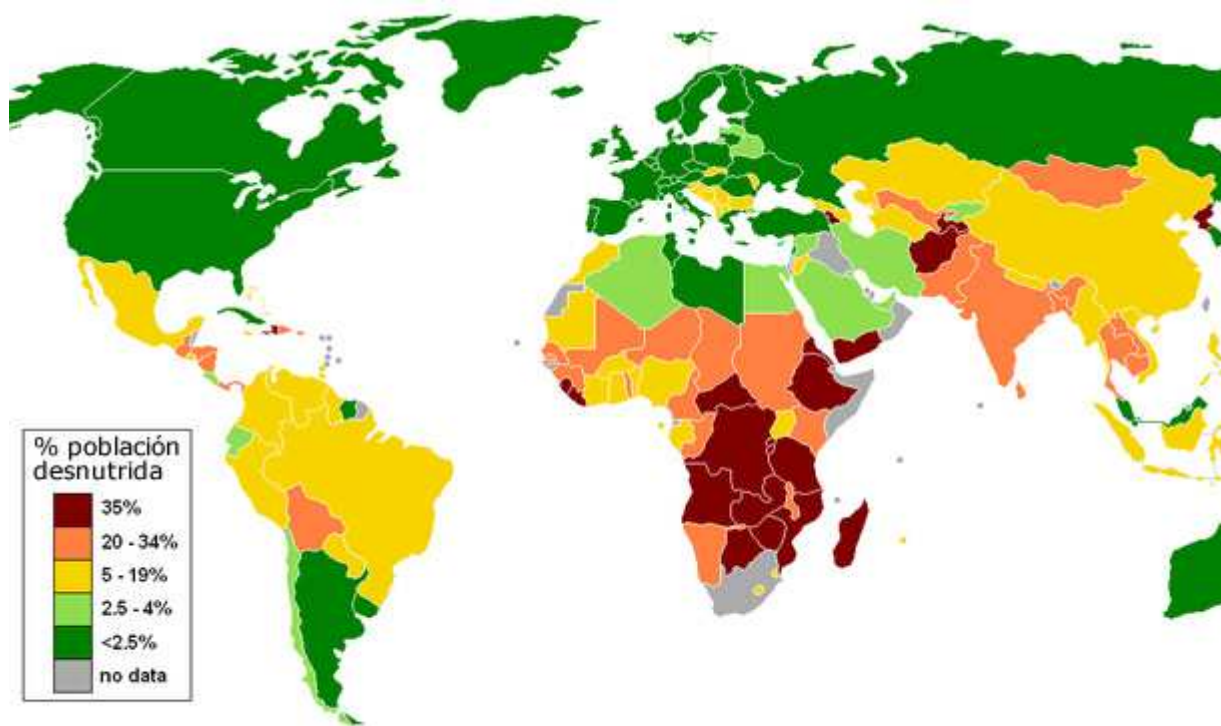 % población
desnutrida
35%
20 - 34%
5 - 19%
2.5 - 4%
<2.5%
no data